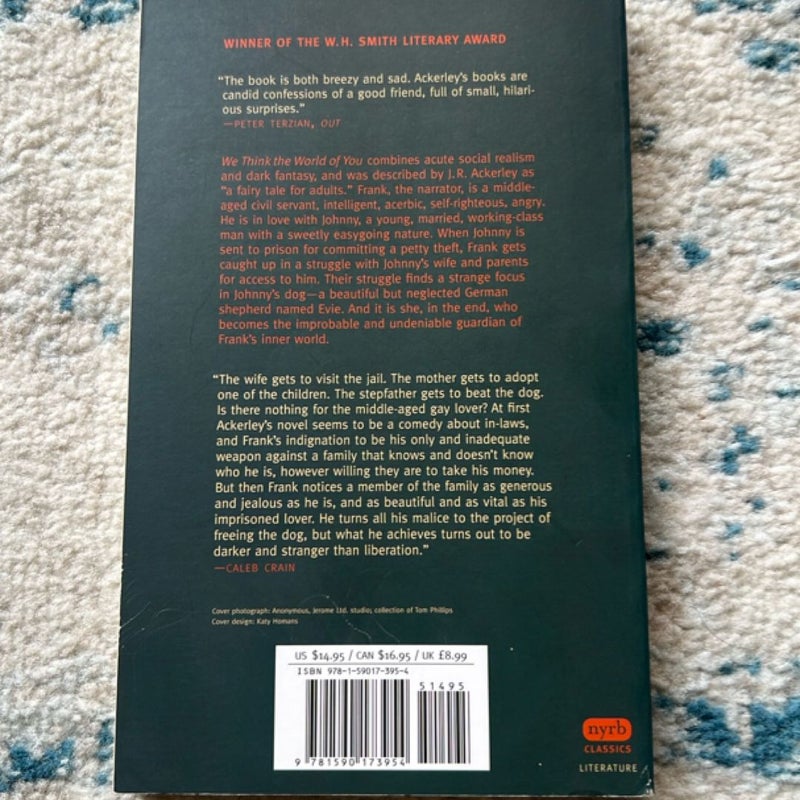 WINNER OF THE W.H. SMITH LITERARY AWARD
“The book is both breezy and sad. Ackerley’s books are
candid confessions of a good friend, full of small, hilari-
ous surprises.”
—PETER TERZIAN, OUT
We Think the World of You combines acute social realism
and dark fantasy, and was described by J.R. Ackerley as
“a fairy tale for adults.” Frank, the narrator, is a middle-
aged civil servant, intelligent, acerbic, self-righteous, angry.
He is in love with Johnny, a young, married, working-class
man with a sweetly easygoing nature. When Johnny is
sent to prison for committing a petty theft, Frank gets
caught up in a struggle with Johnny’s wife and parents
for access to him. Their struggle finds a strange focus
in Johnny’s dog—a beautiful but neglected German
shepherd named Evie. And it is she, in the end, who
becomes the improbable and undeniable guardian of
Frank’s inner world.
“The wife gets to visit the jail. The mother gets to adopt
one of the children. The stepfather gets to beat the dog.
Is there nothing for the middle-aged gay lover? At first
Ackerley’s novel seems to be a comedy about in-laws,
and Frank’s indignation to be his only and inadequate
weapon against a family that knows and doesn’t know
who he is, however willing they are to take his money.
But then Frank notices a member of the family as generous
and jealous as he is, and as beautiful and as vital as his
imprisoned lover. He turns all his malice to the project of
freeing the dog, but what he achieves turns out to be
darker and stranger than liberation.”
—CALEB CRAIN
Cover photograph: Anonymous, Jerome Ltd. studio; collection of Tom Phillips
Cover design: Katy Homans
US $14.95 / CAN $16.95 / UK £8.99
ISBN 978-1-59017-395-4
51495
9 781590 173954
nyrb
CLASSICS
LITERATURE